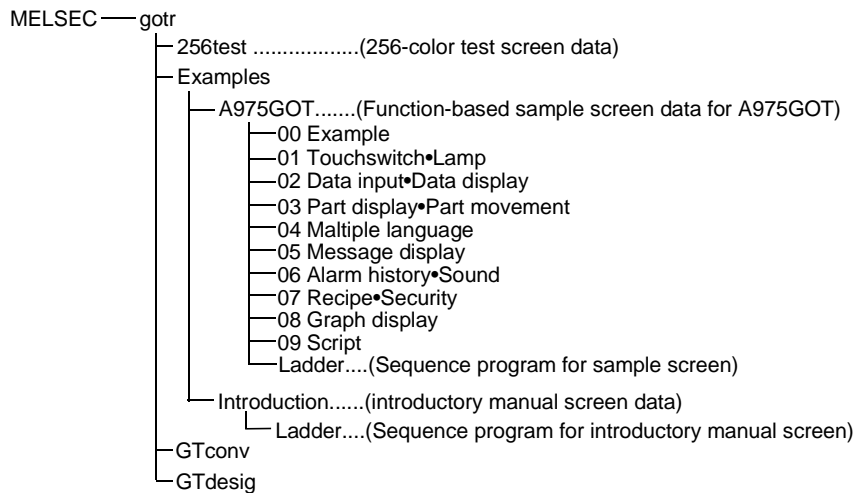 MELSEC gotr
256test ...................(256-color test screen data)
Examples
A975GOT.......(Function-based sample screen data for A975GOT)
00 Example
01 Touchswitch•Lamp
02 Data input•Data display
03 Part display•Part movement
04 Maltiple language
05 Message display
06 Alarm history•Sound
07 Recipe•Security
08 Graph display
09 Script
Ladder....(Sequence program for sample screen)
Introduction......(introductory manual screen data)
Ladder....(Sequence program for introductory manual screen)
GTconv
GTdesig